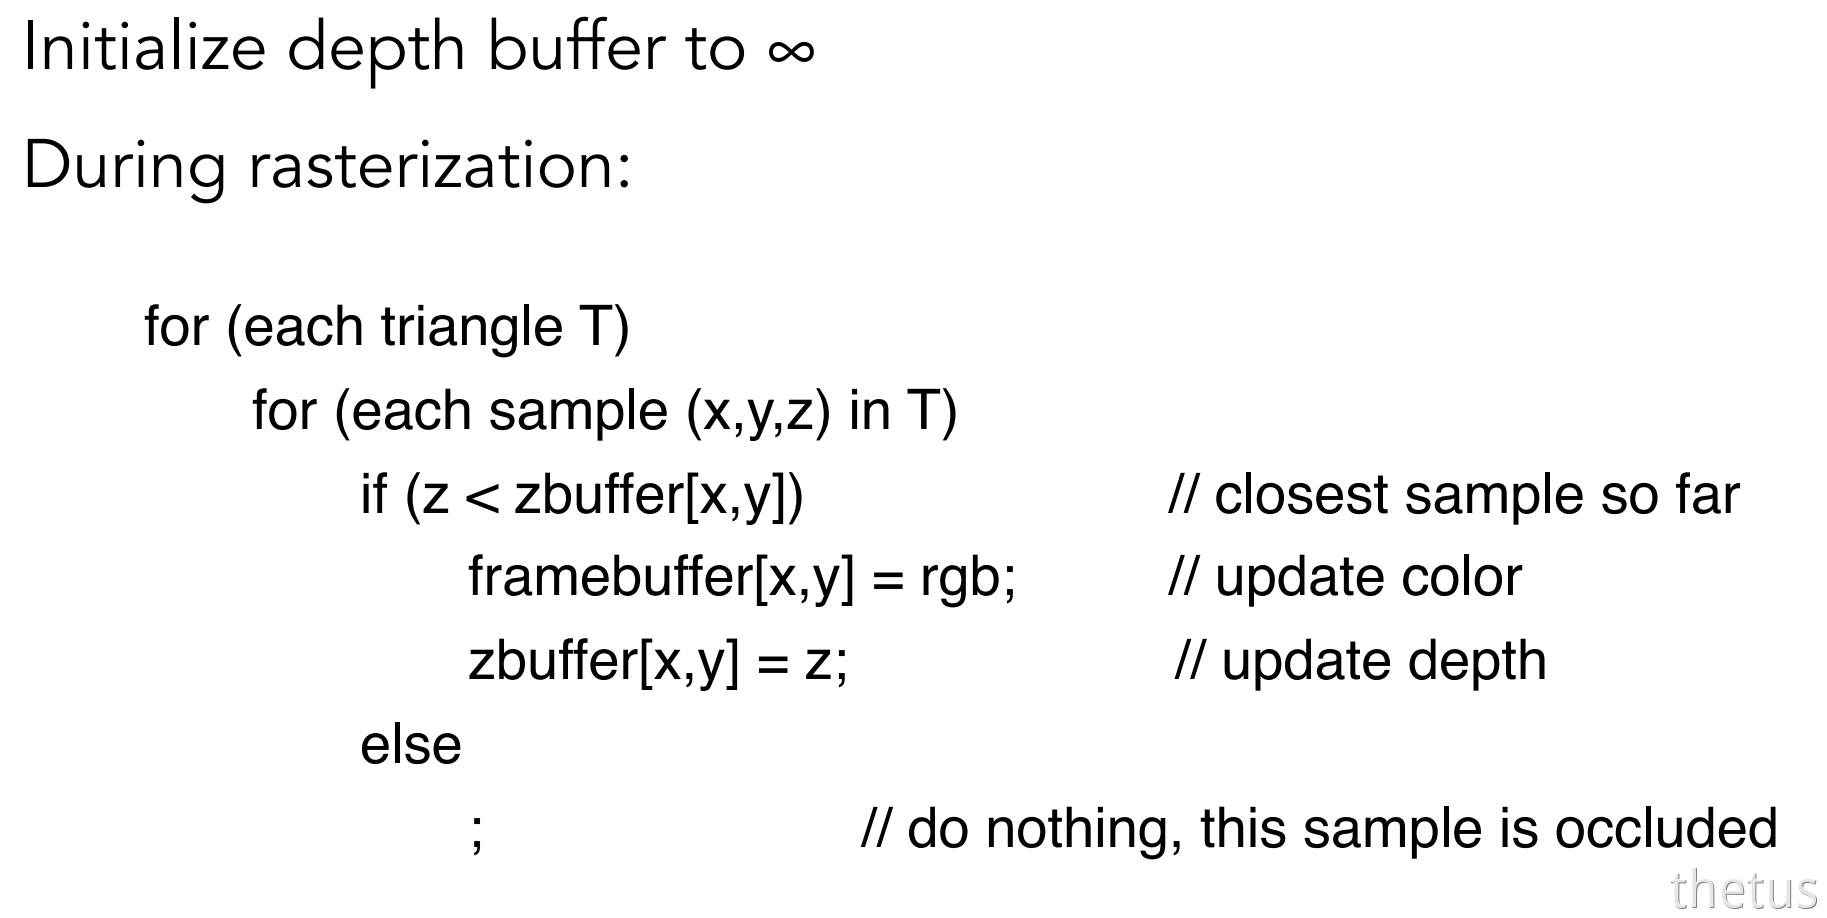 Initialize depth buffer to ∞
During rasterization:
for (each triangle T)
for (each sample (x,y,z) in T)
if (z < zbuffer[x,y]) // closest sample so far
framebuffer[x,y] = rgb; // update color
zbuffer[x,y] = z; // update depth
else
; // do nothing, this sample is occluded
thetus